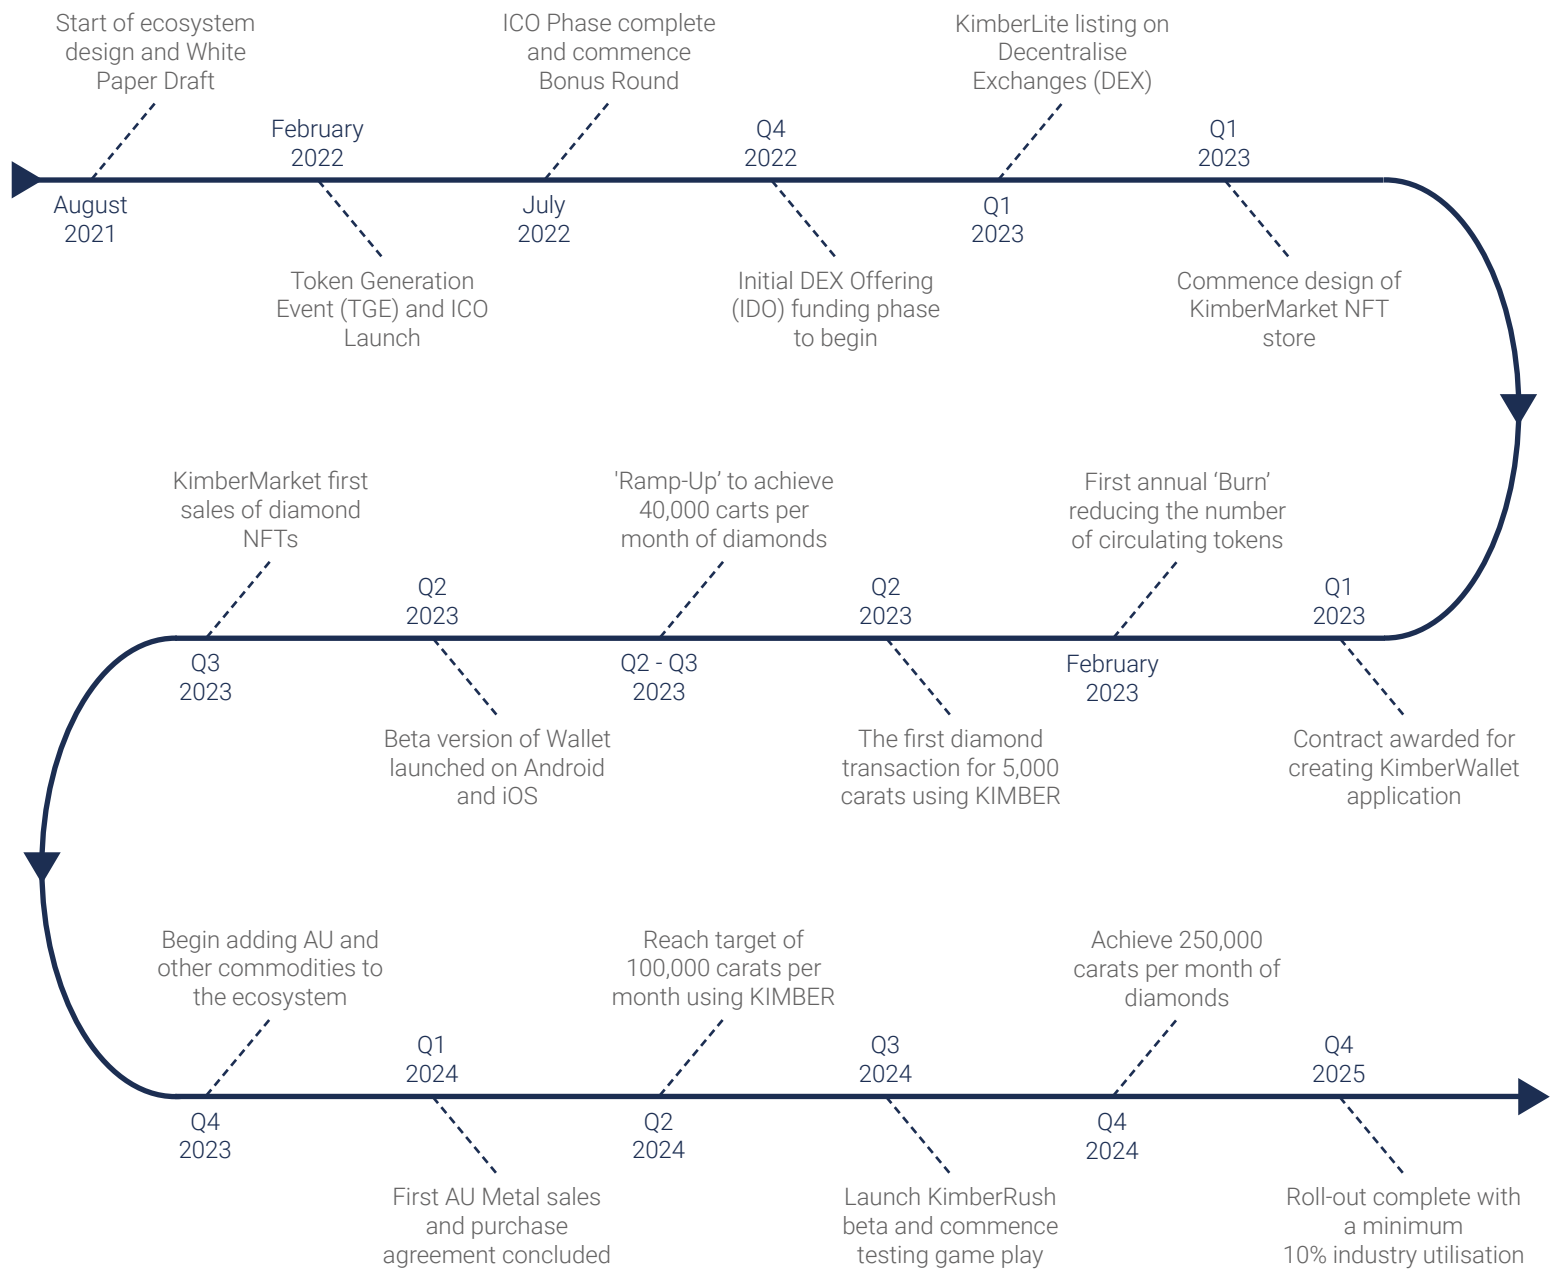 Start of ecosystem
design and White
Paper Draft
August
2021
February
2022
Token Generation
Event (TGE) and ICO
Launch
ICO Phase complete
and commence
Bonus Round
July
2022
Q4
2022
Initial DEX Offering
(IDO) funding phase
to begin
KimberLite listing on
Decentralise
Exchanges (DEX)
Q1
2023
Q1
2023
Commence design of
KimberMarket NFT
store
Q1
2023
Contract awarded for
creating KimberWallet
application
First annual ‘Burn’
reducing the number
of circulating tokens
February
2023
Q2
2023
The first diamond
transaction for 5,000
carats using KIMBER
'Ramp-Up’ to achieve
40,000 carts per
month of diamonds
Q2 - Q3
2023
Q2
2023
Beta version of Wallet
launched on Android
and iOS
KimberMarket first
sales of diamond
NFTs
Q3
2023
Begin adding AU and
other commodities to
the ecosystem
Q4
2023
Q1
2024
First AU Metal sales
and purchase
agreement concluded
Reach target of
100,000 carats per
month using KIMBER
Q2
2024
Q3
2024
Launch KimberRush
beta and commence
testing game play
Achieve 250,000
carats per month of
diamonds
Q4
2024
Q4
2025
Roll-out complete with
a minimum
10% industry utilisation